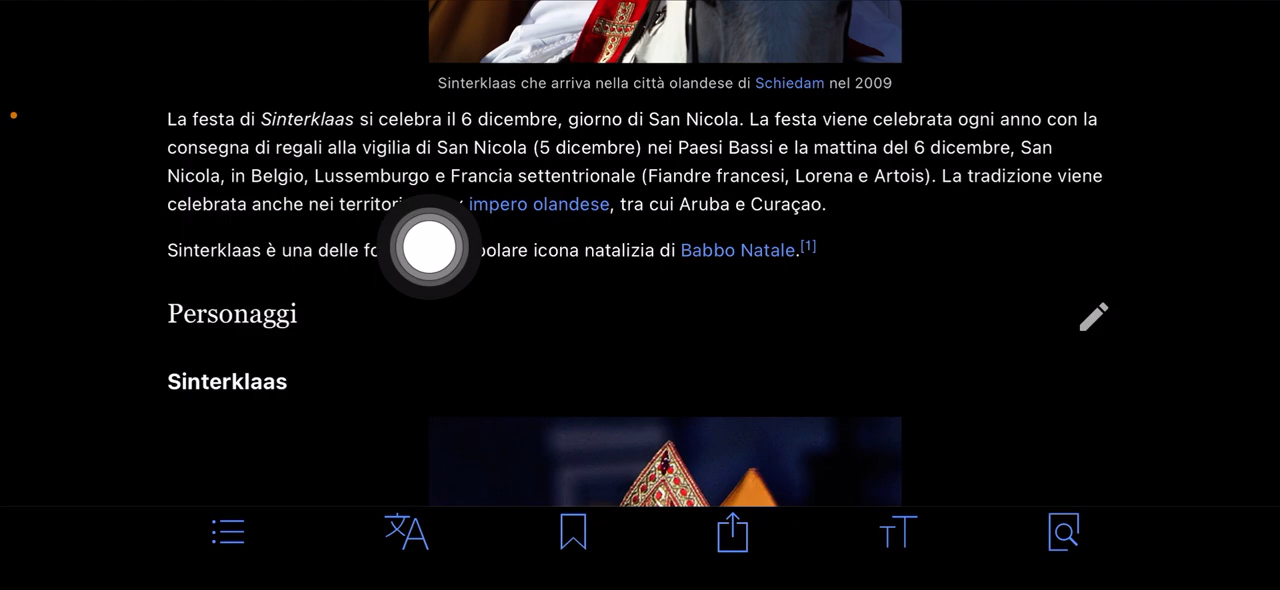 Sinterklaas che arriva nella città olandese di Schiedam nel 2009
La festa di Sinterklaas si celebra il 6 dicembre, giorno di San Nicola. La festa viene celebrata ogni anno con la
consegna di regali alla vigilia di San Nicola (5 dicembre) nei Paesi Bassi e la mattina del 6 dicembre, San
Nicola, in Belgio, Lussemburgo e Francia settentrionale (Fiandre francesi, Lorena e Artois). La tradizione viene
celebrata anche nei territori impero olandese, tra cui Aruba e Curaçao.
Sinterklaas è una delle icona natalizia di Babbo Natale.[1]
Personaggi
Sinterklaas